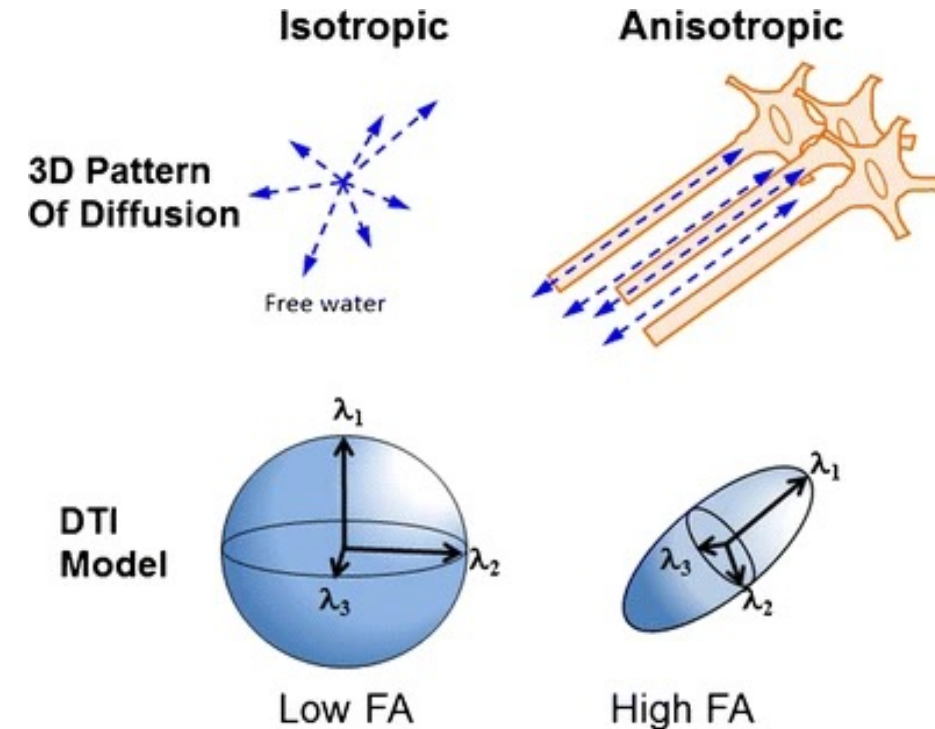 Isotropic
Anisotropic
3D Pattern
Of Diffusion
Free water
DTI
Model
λ1
λ2
λ3
λ1
λ3
λ2
Low FA
High FA